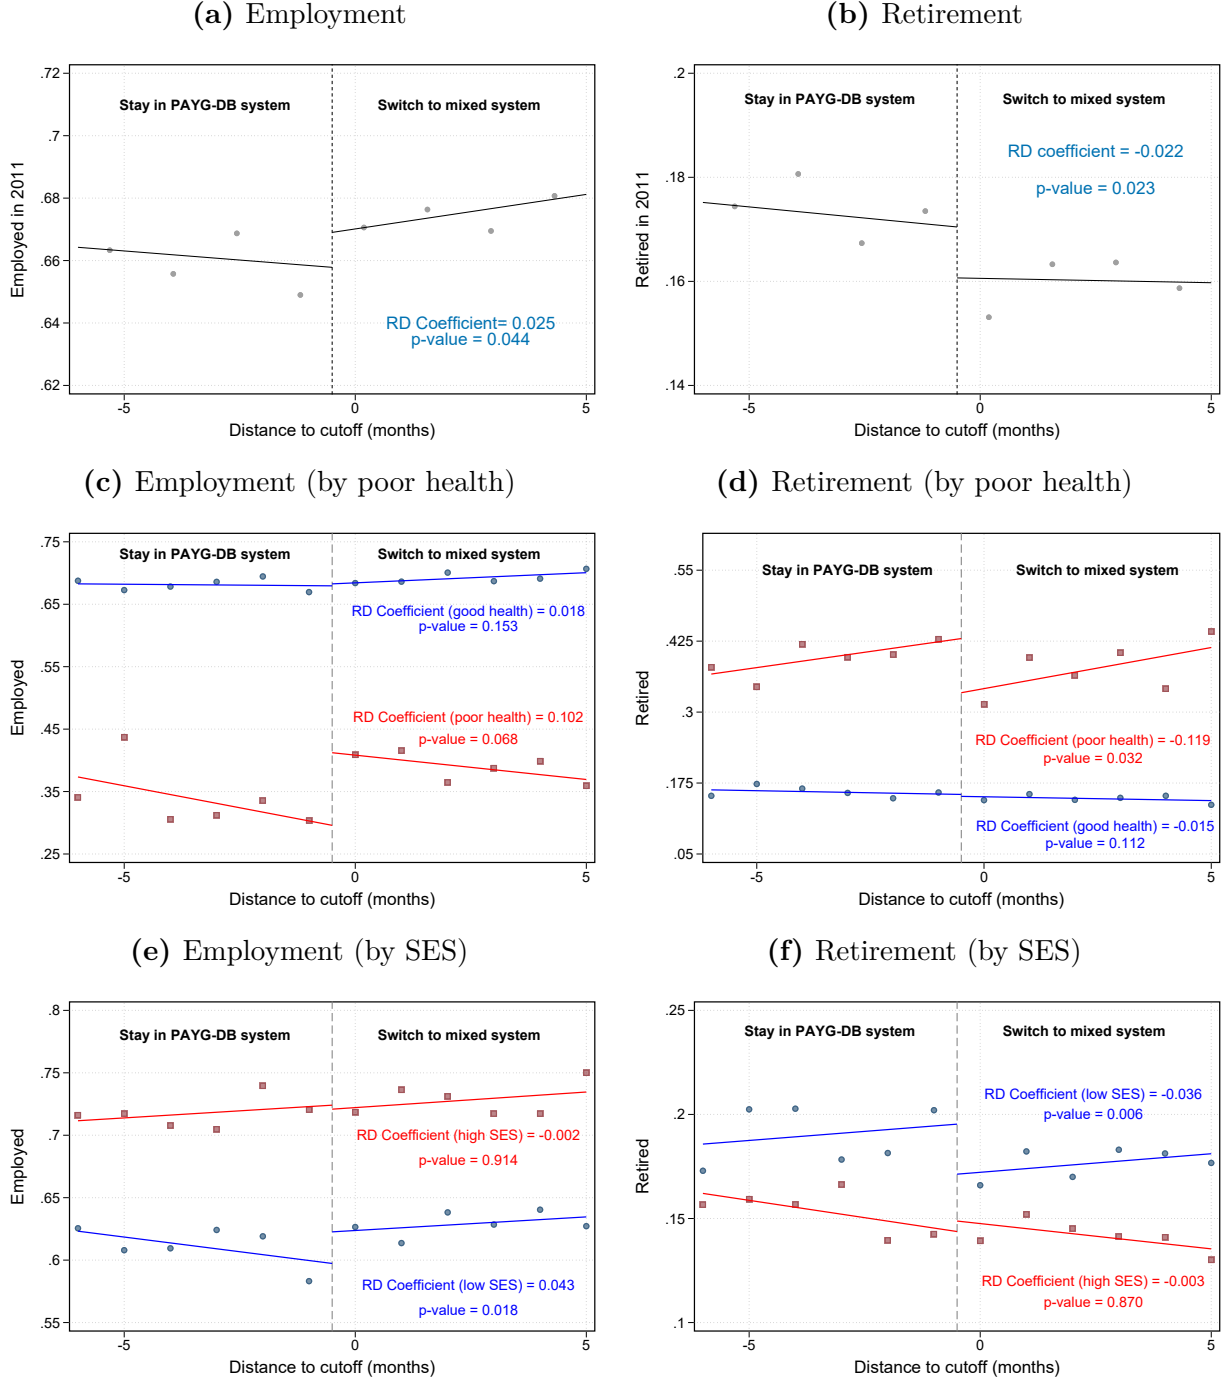 (a) Employment
.72
.7
.68
.66
.64
.62
Employed in 2011
Stay in PAYG-DB system
Switch to mixed system
RD Coefficient= 0.025
p-value = 0.044
-5
0
5
Distance to cutoff (months)
(b) Retirement
.2
.18
.16
.14
Retired in 2011
Stay in PAYG-DB system
Switch to mixed system
RD coefficient = -0.022
p-value = 0.023
-5
0
5
Distance to cutoff (months)
(c) Employment (by poor health)
.75
.65
.55
.45
.35
.25
Employed
Stay in PAYG-DB system
Switch to mixed system
RD Coefficient (good health) = 0.018
p-value = 0.153
RD Coefficient (poor health) = 0.102
p-value = 0.068
-5
0
5
Distance to cutoff (months)
(d) Retirement (by poor health)
.55
.425
.3
.175
.05
Retired
Stay in PAYG-DB system
Switch to mixed system
RD Coefficient (poor health) = -0.119
p-value = 0.032
RD Coefficient (good health) = -0.015
p-value = 0.112
-5
0
5
Distance to cutoff (months)
(e) Employment (by SES)
.8
.75
.7
.65
.6
.55
Employed
Stay in PAYG-DB system
Switch to mixed system
RD Coefficient (high SES) = -0.002
p-value = 0.914
RD Coefficient (low SES) = 0.043
p-value = 0.018
-5
0
5
Distance to cutoff (months)
(f) Retirement (by SES)
.25
.2
.15
.1
Retired
Stay in PAYG-DB system
Switch to mixed system
RD Coefficient (low SES) = -0.036
p-value = 0.006
RD Coefficient (high SES) = -0.003
p-value = 0.870
-5
0
5
Distance to cutoff (months)